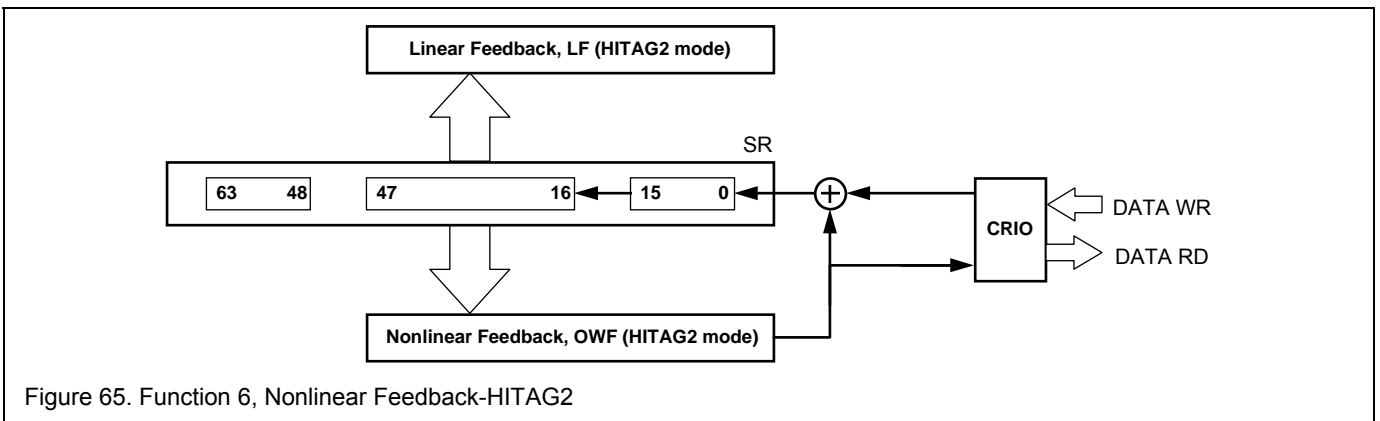 Linear Feedback, LF (HITAG2 mode)
SR
63 48 47 16 15 0
+
CRIO
DATA WR
DATA RD
Nonlinear Feedback, OWF (HITAG2 mode)
Figure 65. Function 6, Nonlinear Feedback-HITAG2